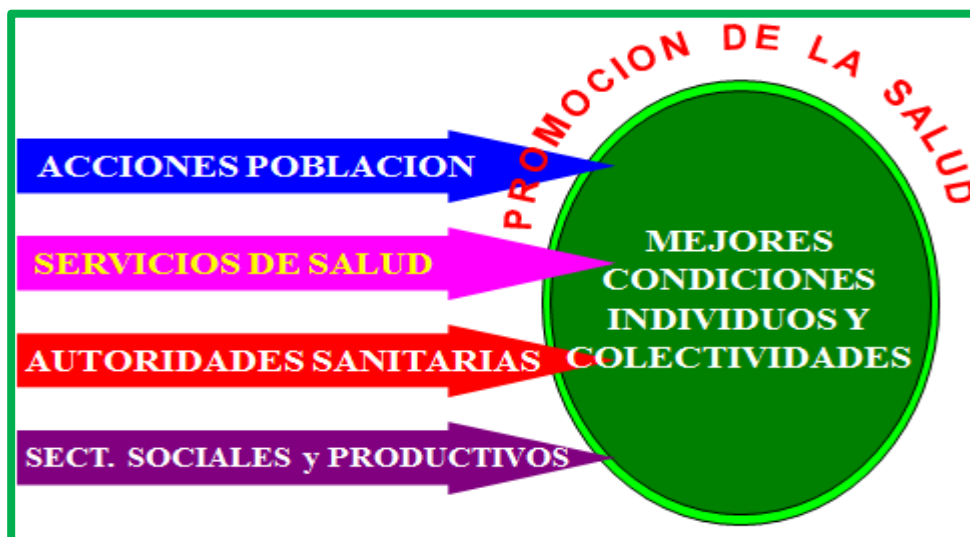 PROMOCION DE LA SALUD
ACCIONES POBLACION
SERVICIOS DE SALUD
AUTORIDADES SANITARIAS
SECT. SOCIALES y PRODUCTIVOS
MEJORES
CONDICIONES
INDIVIDUOS Y
COLECTIVIDADES